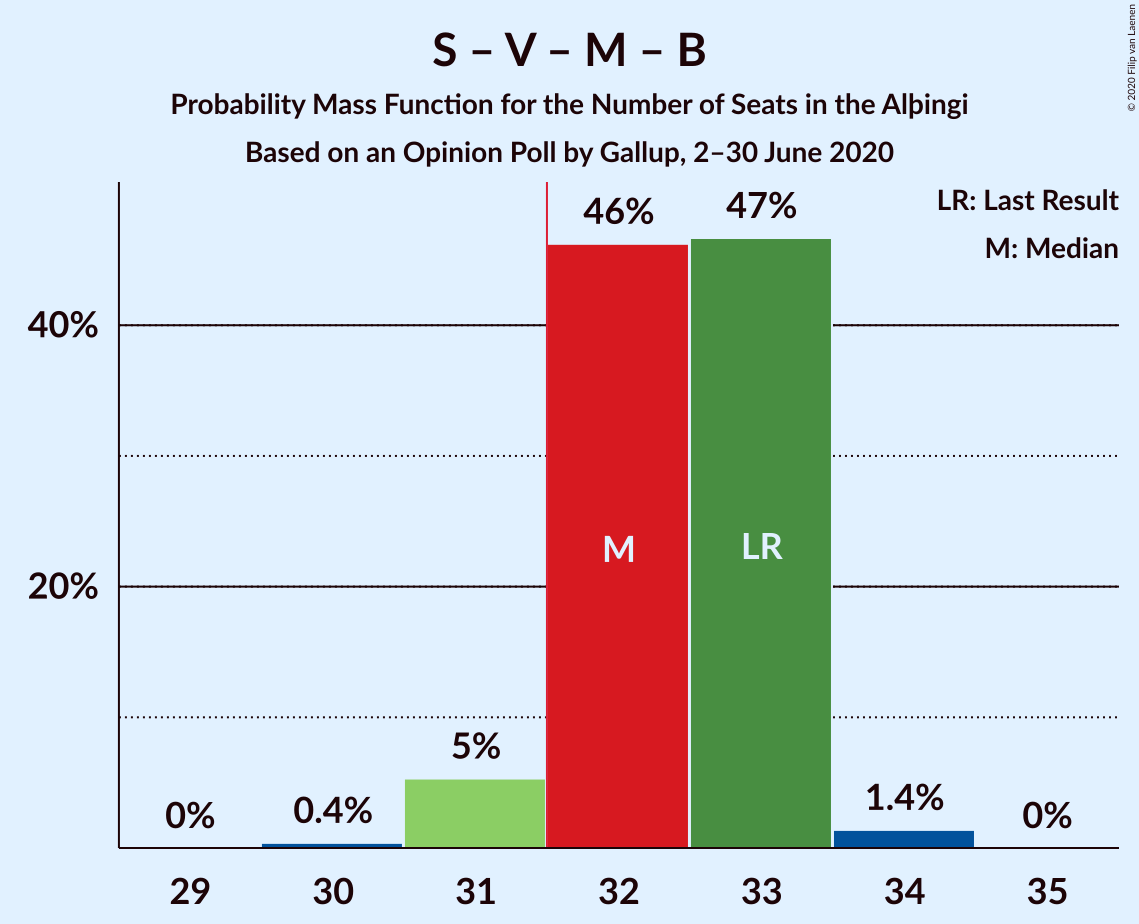 S – V – M – B
Probability Mass Function for the Number of Seats in the Alþingi
Based on an Opinion Poll by Gallup, 2–30 June 2020
© 2020 Filip van Laenen
LR: Last Result
M: Median
40%
20%
0%
0.4%
5%
46%
47%
1.4%
0%
M
LR
29
30
31
32
33
34
35